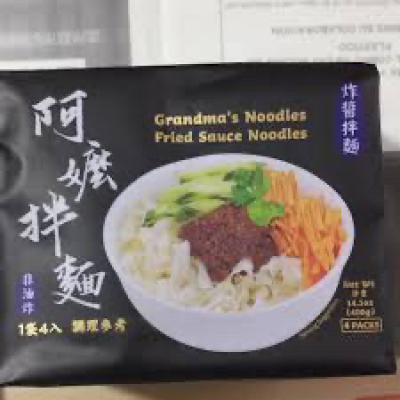 阿嬤拌麵
Grandma's Noodles
Fried Sauce Noodles
炸醬拌麵
非油炸
1袋4入 調理參考
(400g)
4 PACKS